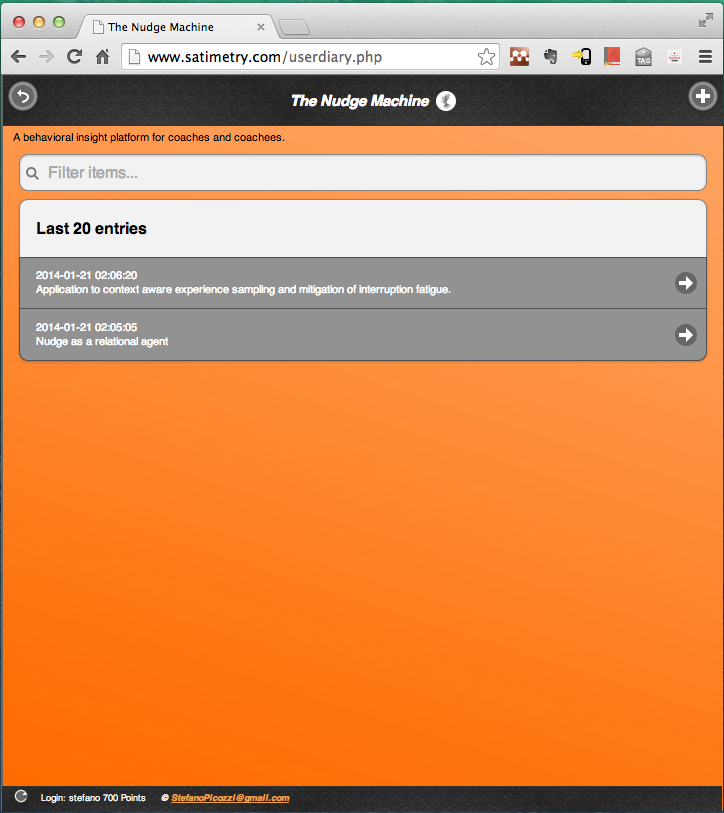 The Nudge Machine
www.satimetry.com/userdiary.php
TAG
The Nudge Machine
A behavioral insight platform for coaches and coachees.
Filter items...
Last 20 entries
2014-01-21 02:06:20
Application to context aware experience sampling and mitigation of interruption fatigue.
2014-01-21 02:05:05
Nudge as a relational agent
Login: stefano 700 Points © StefanoPicozzi@gmail.com